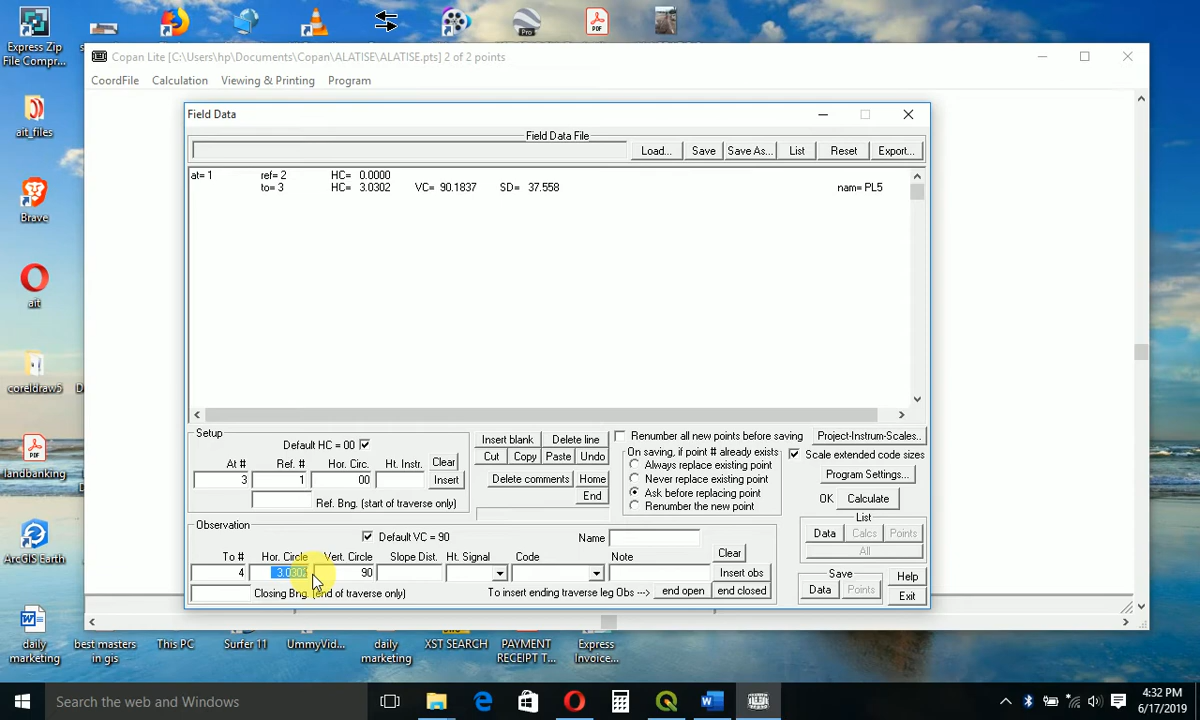 Express Zip
File Compr...
Pro
Copan Lite [C:\Users\hp\Documents\Copan\ALATISE\ALATISE.pts] 2 of 2 points
CoordFile Calculation Viewing & Printing Program
Field Data
ait_files
Field Data File
Load... Save Save As... List Reset Export...
at= 1 ref= 2 HC= 0.0000
to= 3 HC= 3.0302 VC= 90.1837 SD= 37.558 nam= PL5
Brave
ait
coreldraw5
landbanking
ArcGIS Earth
Setup
Default HC = 00
At # Ref. # Hor. Circ. Ht. Instr. Clear
3 1 00 Insert
Ref. Bng. (start of traverse only)
Insert blank Delete line
Cut Copy Paste Undo
Delete comments Home
End
Renumber all new points before saving
On saving, if point # already exists
Always replace existing point
Never replace existing point
Ask before replacing point
Renumber the new point
Project-Instrum-Scales..
Scale extended code sizes
Program Settings...
OK Calculate
List
Data Calcs Points
All
Save
Data Points
Help
Exit
Observation
Default VC = 90 Name
To # Hor. Circle Vert. Circle Slope Dist. Ht. Signal Code Note Clear
4 3.0302 90 Insert obs
Closing Bng. (end of traverse only) To insert ending traverse leg Obs ---> end open end closed
daily
marketing
best masters
in gis
This PC
Surfer 11
UmmyVid...
daily
marketing
XST SEARCH
PAYMENT
RECEIPT T...
Express
Invoice...
Search the web and Windows
4:32 PM
6/17/2019